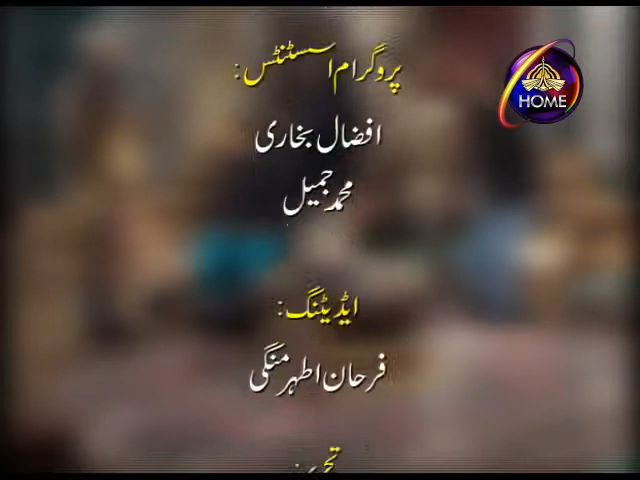 HOME
پروگرام اسسٹنٹس:
افضال بخاری
محمد جمیل
ایڈیٹنگ:
فرحان اطہر منگی